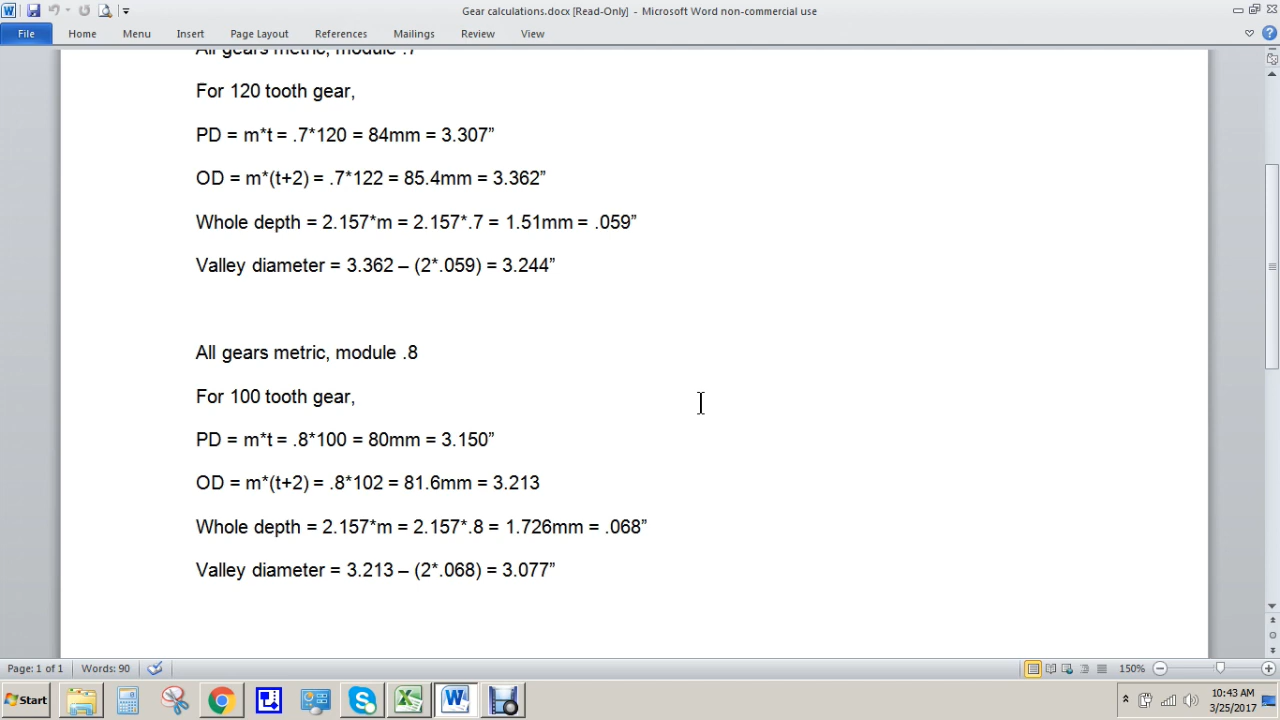 Gear calculations.docx [Read-Only] - Microsoft Word non-commercial use
File Home Menu Insert Page Layout References Mailings Review View
All gears metric, module .7
For 120 tooth gear,
PD = m*t = .7*120 = 84mm = 3.307”
OD = m*(t+2) = .7*122 = 85.4mm = 3.362”
Whole depth = 2.157*m = 2.157*.7 = 1.51mm = .059”
Valley diameter = 3.362 – (2*.059) = 3.244”
All gears metric, module .8
For 100 tooth gear,
PD = m*t = .8*100 = 80mm = 3.150”
OD = m*(t+2) = .8*102 = 81.6mm = 3.213
Whole depth = 2.157*m = 2.157*.8 = 1.726mm = .068”
Valley diameter = 3.213 – (2*.068) = 3.077”
Page: 1 of 1 Words: 90 150%
Start 10:43 AM
3/25/2017